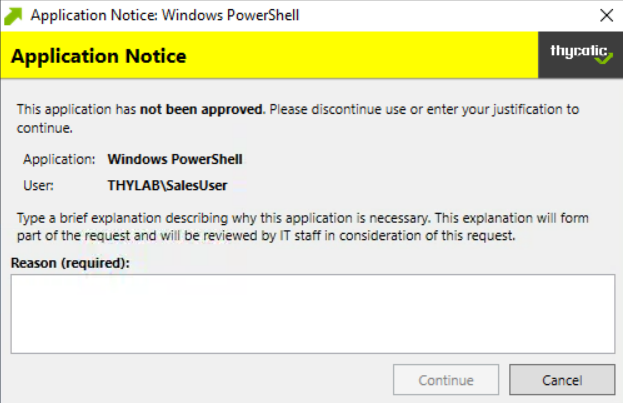 Application Notice: Windows PowerShell
Application Notice
thycotic
This application has not been approved. Please discontinue use or enter your justification to
continue.
Application: Windows PowerShell
User: THYLAB\SalesUser
Type a brief explanation describing why this application is necessary. This explanation will form
part of the request and will be reviewed by IT staff in consideration of this request.
Reason (required):
Continue
Cancel